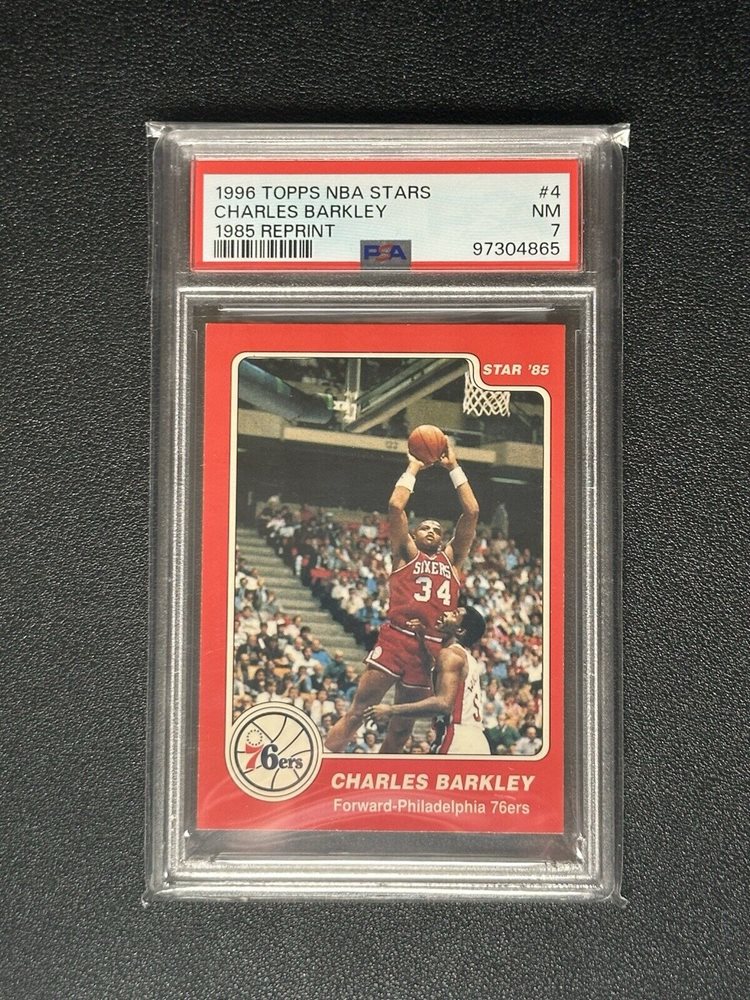 1996 TOPPS NBA STARS #4
CHARLES BARKLEY NM
1985 REPRINT 7
PSA 97304865
STAR '85
SIXERS
34
76ers
CHARLES BARKLEY
Forward-Philadelphia 76ers